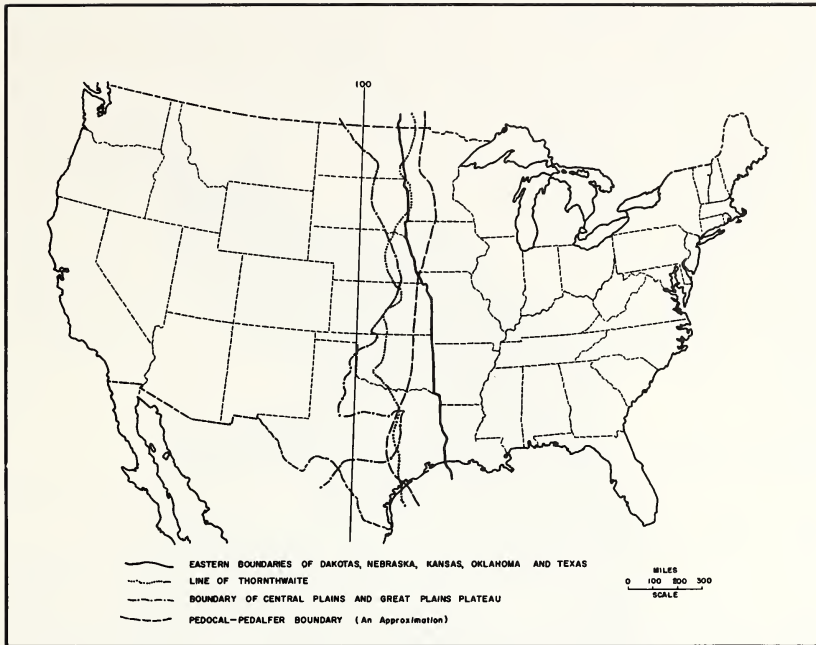 100
EASTERN BOUNDARIES OF DAKOTAS, NEBRASKA, KANSAS, OKLAHOMA AND TEXAS
LINE OF THORNTHWAITE
BOUNDARY OF CENTRAL PLAINS AND GREAT PLAINS PLATEAU
PEDOCAL-PEDALFER BOUNDARY (An Approximation)
MILES
0 100 200 300
SCALE